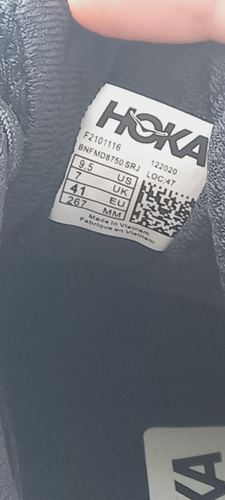 HOKA
F2101116 122020
BNFMD8750 SRJ LOC:47
9.5 US
7 UK
41 EU
267 MM
Made in Vietnam
Fabrique en Vietnam
KA